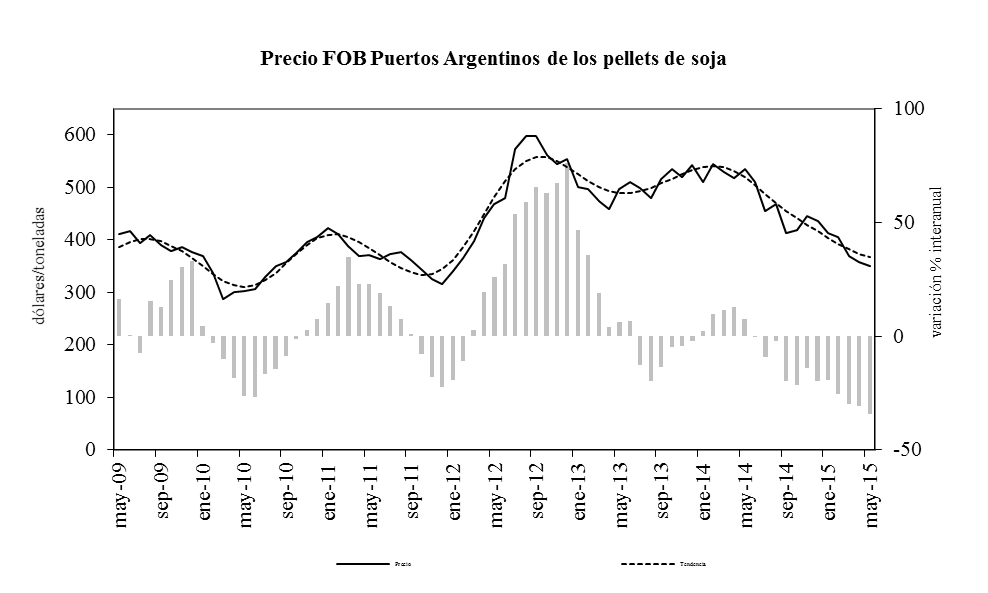 Precio FOB Puertos Argentinos de los pellets de soja
dólares/toneladas
600
500
400
300
200
100
0
100
50
0
-50
variación % interanual
may-09
sep-09
ene-10
may-10
sep-10
ene-11
may-11
sep-11
ene-12
may-12
sep-12
ene-13
may-13
sep-13
ene-14
may-14
sep-14
ene-15
may-15
Precio
Tendencia